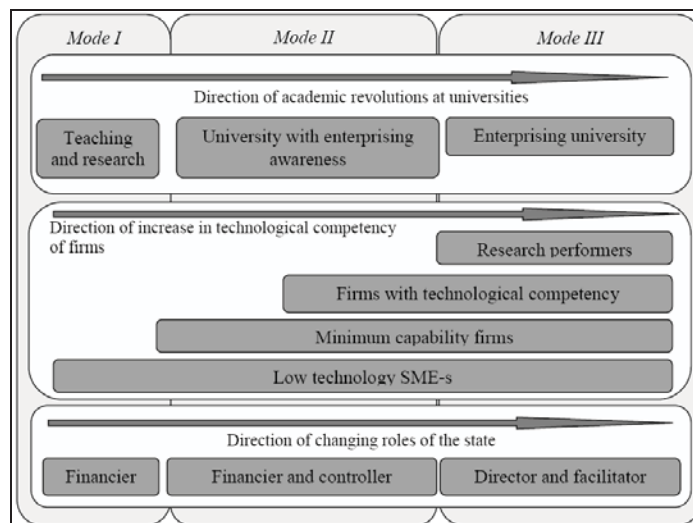 Mode I
Mode II
Mode III
Direction of academic revolutions at universities
Teaching
and research
University with enterprising
awareness
Enterprising university
Direction of increase in technological competency
of firms
Research performers
Firms with technological competency
Minimum capability firms
Low technology SME-s
Direction of changing roles of the state
Financier
Financier and controller
Director and facilitator